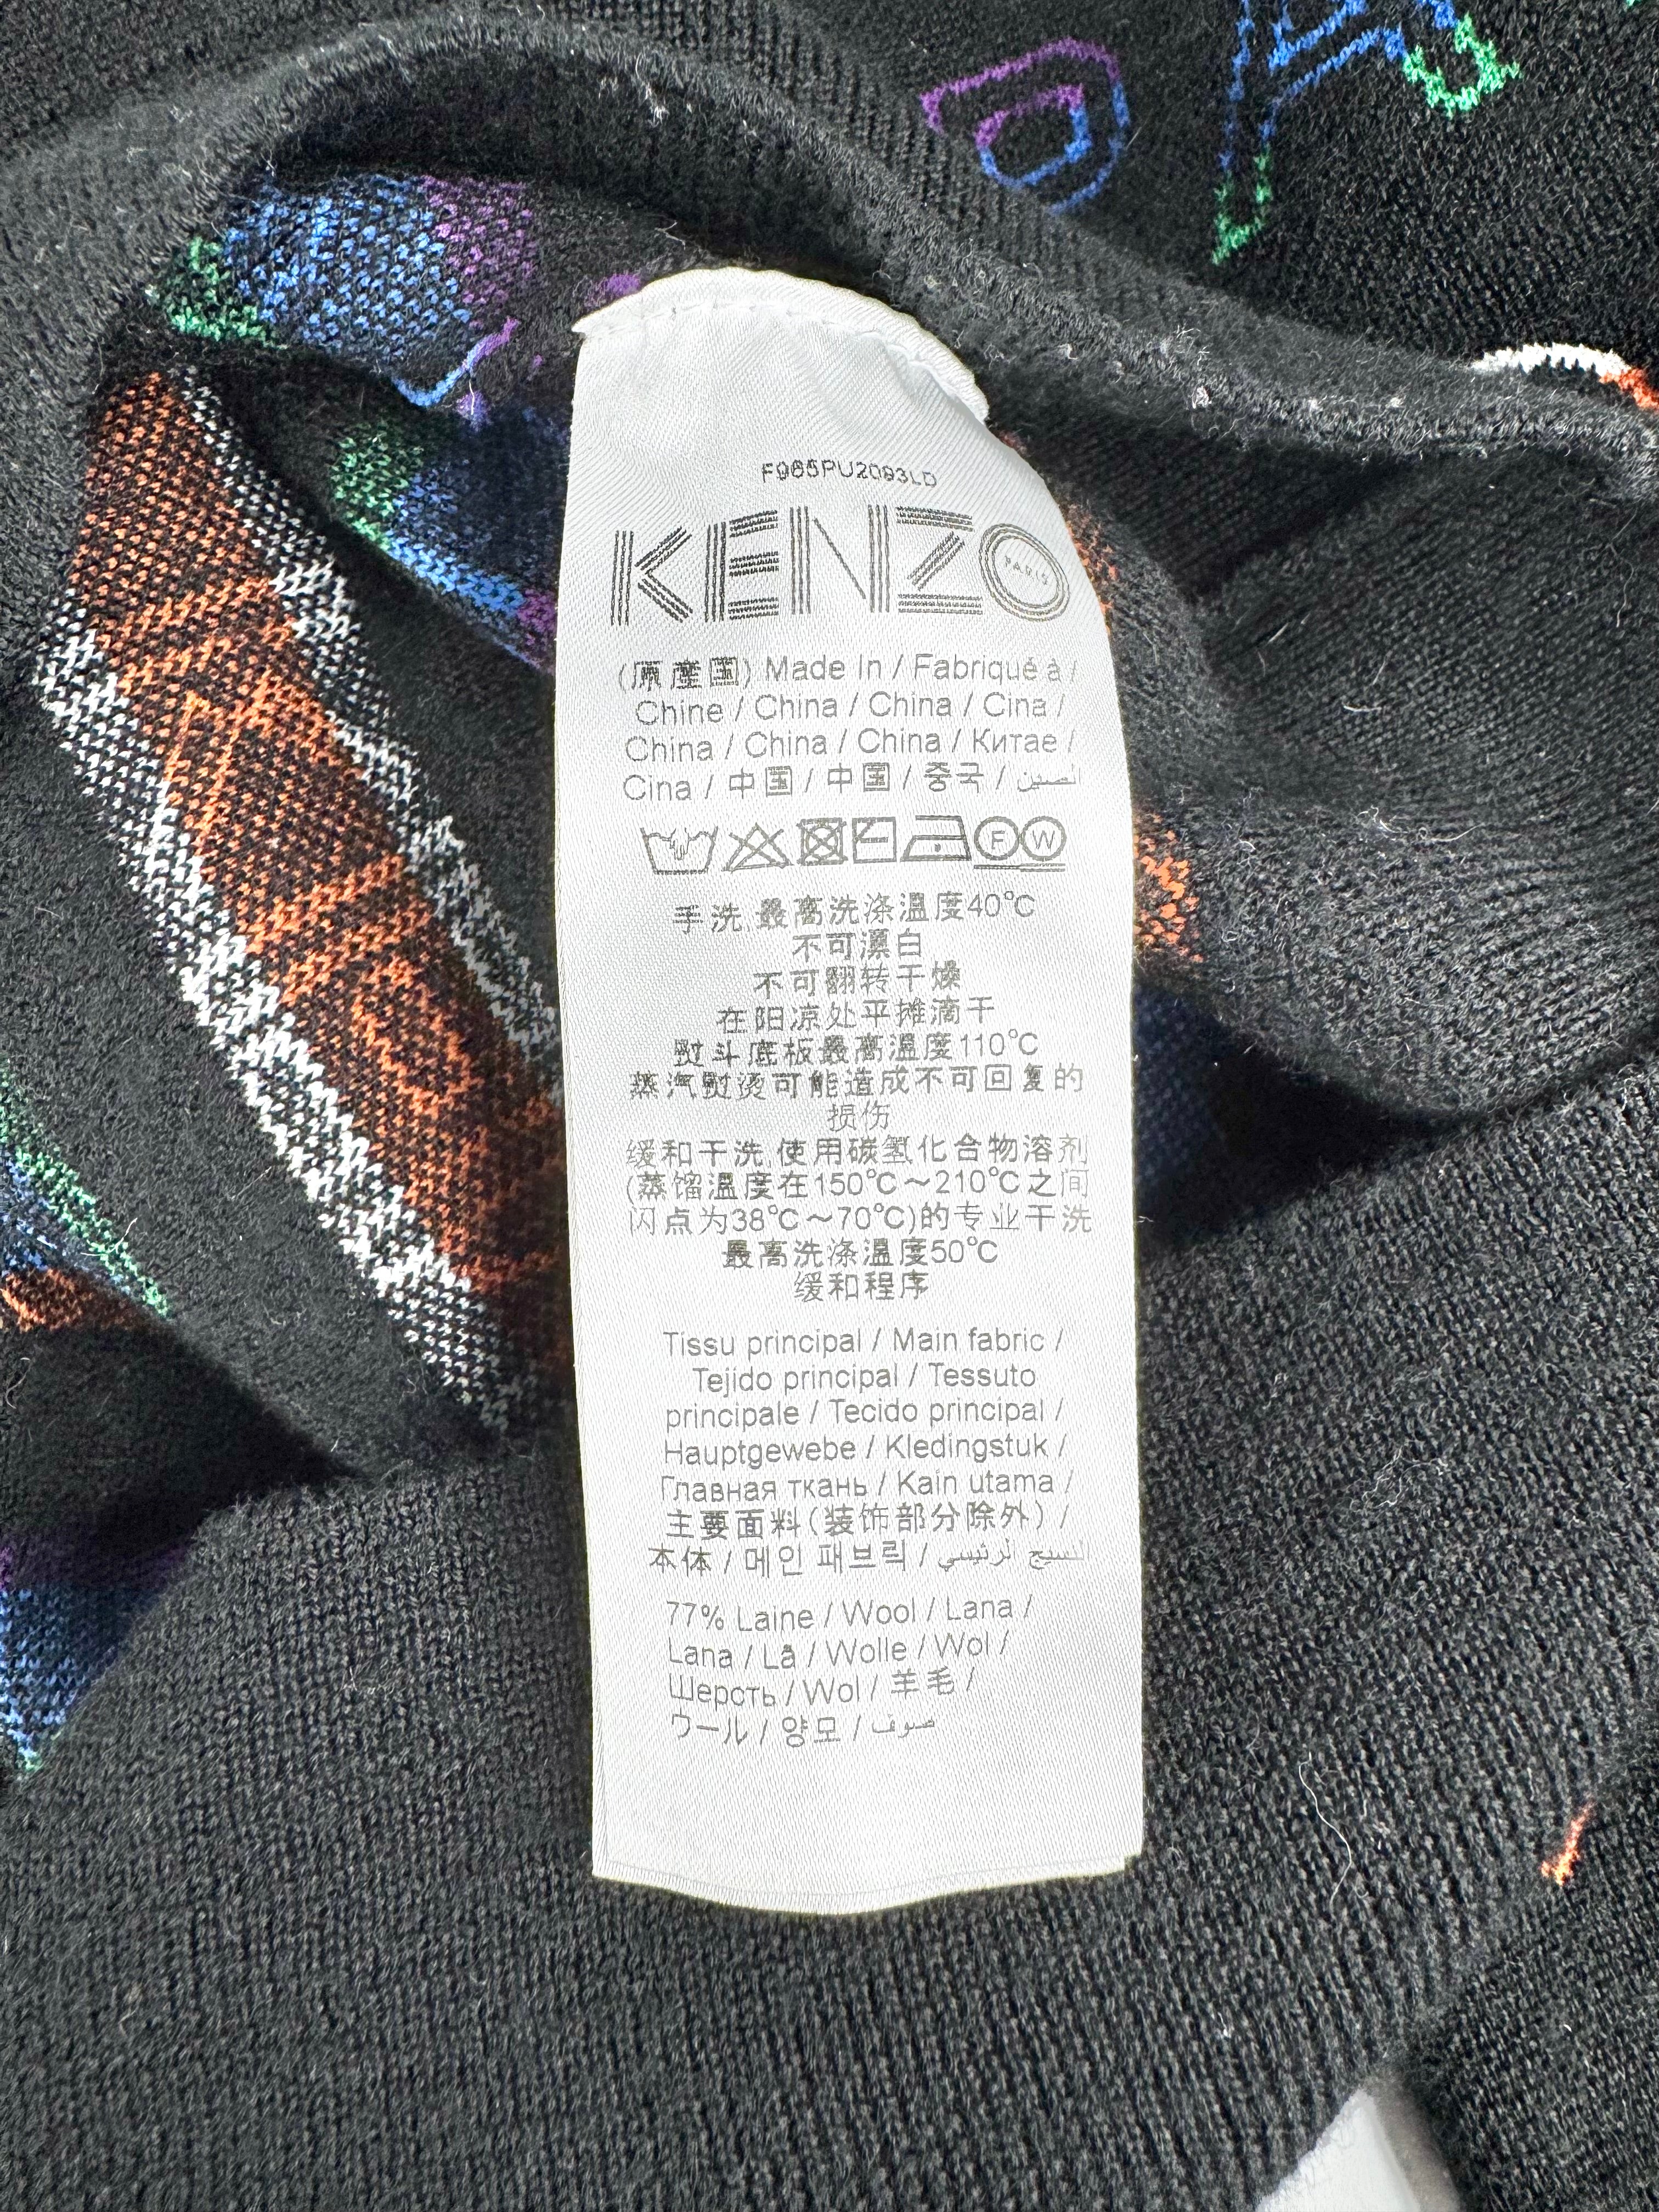 F965PU2093LD
KENZO
PARIS
(原産国) Made In / Fabriqué à /
Chine / China / China / Cina /
China / China / China / Китае /
Cina / 中国 / 中国 / 중국 / الصين
F W
手洗,最高洗涤温度40°C
不可漂白
不可翻转干燥
在阳凉处平摊滴干
熨斗底板最高温度110°C
蒸汽熨烫可能造成不可回复的
损伤
缓和干洗,使用碳氢化合物溶剂
(蒸馏温度在150°C~210°C之间
闪点为38°C~70°C)的专业干洗
最高洗涤温度50°C
缓和程序
Tissu principal / Main fabric /
Tejido principal / Tessuto
principale / Tecido principal /
Hauptgewebe / Kledingstuk /
Главная ткань / Kain utama /
主要面料(装饰部分除外) /
本体 / 메인 패브릭 /
77% Laine / Wool / Lana /
Lana / Lã / Wolle / Wol /
Шерсть / Wol / 羊毛 /
ウール / 양모 / صوف